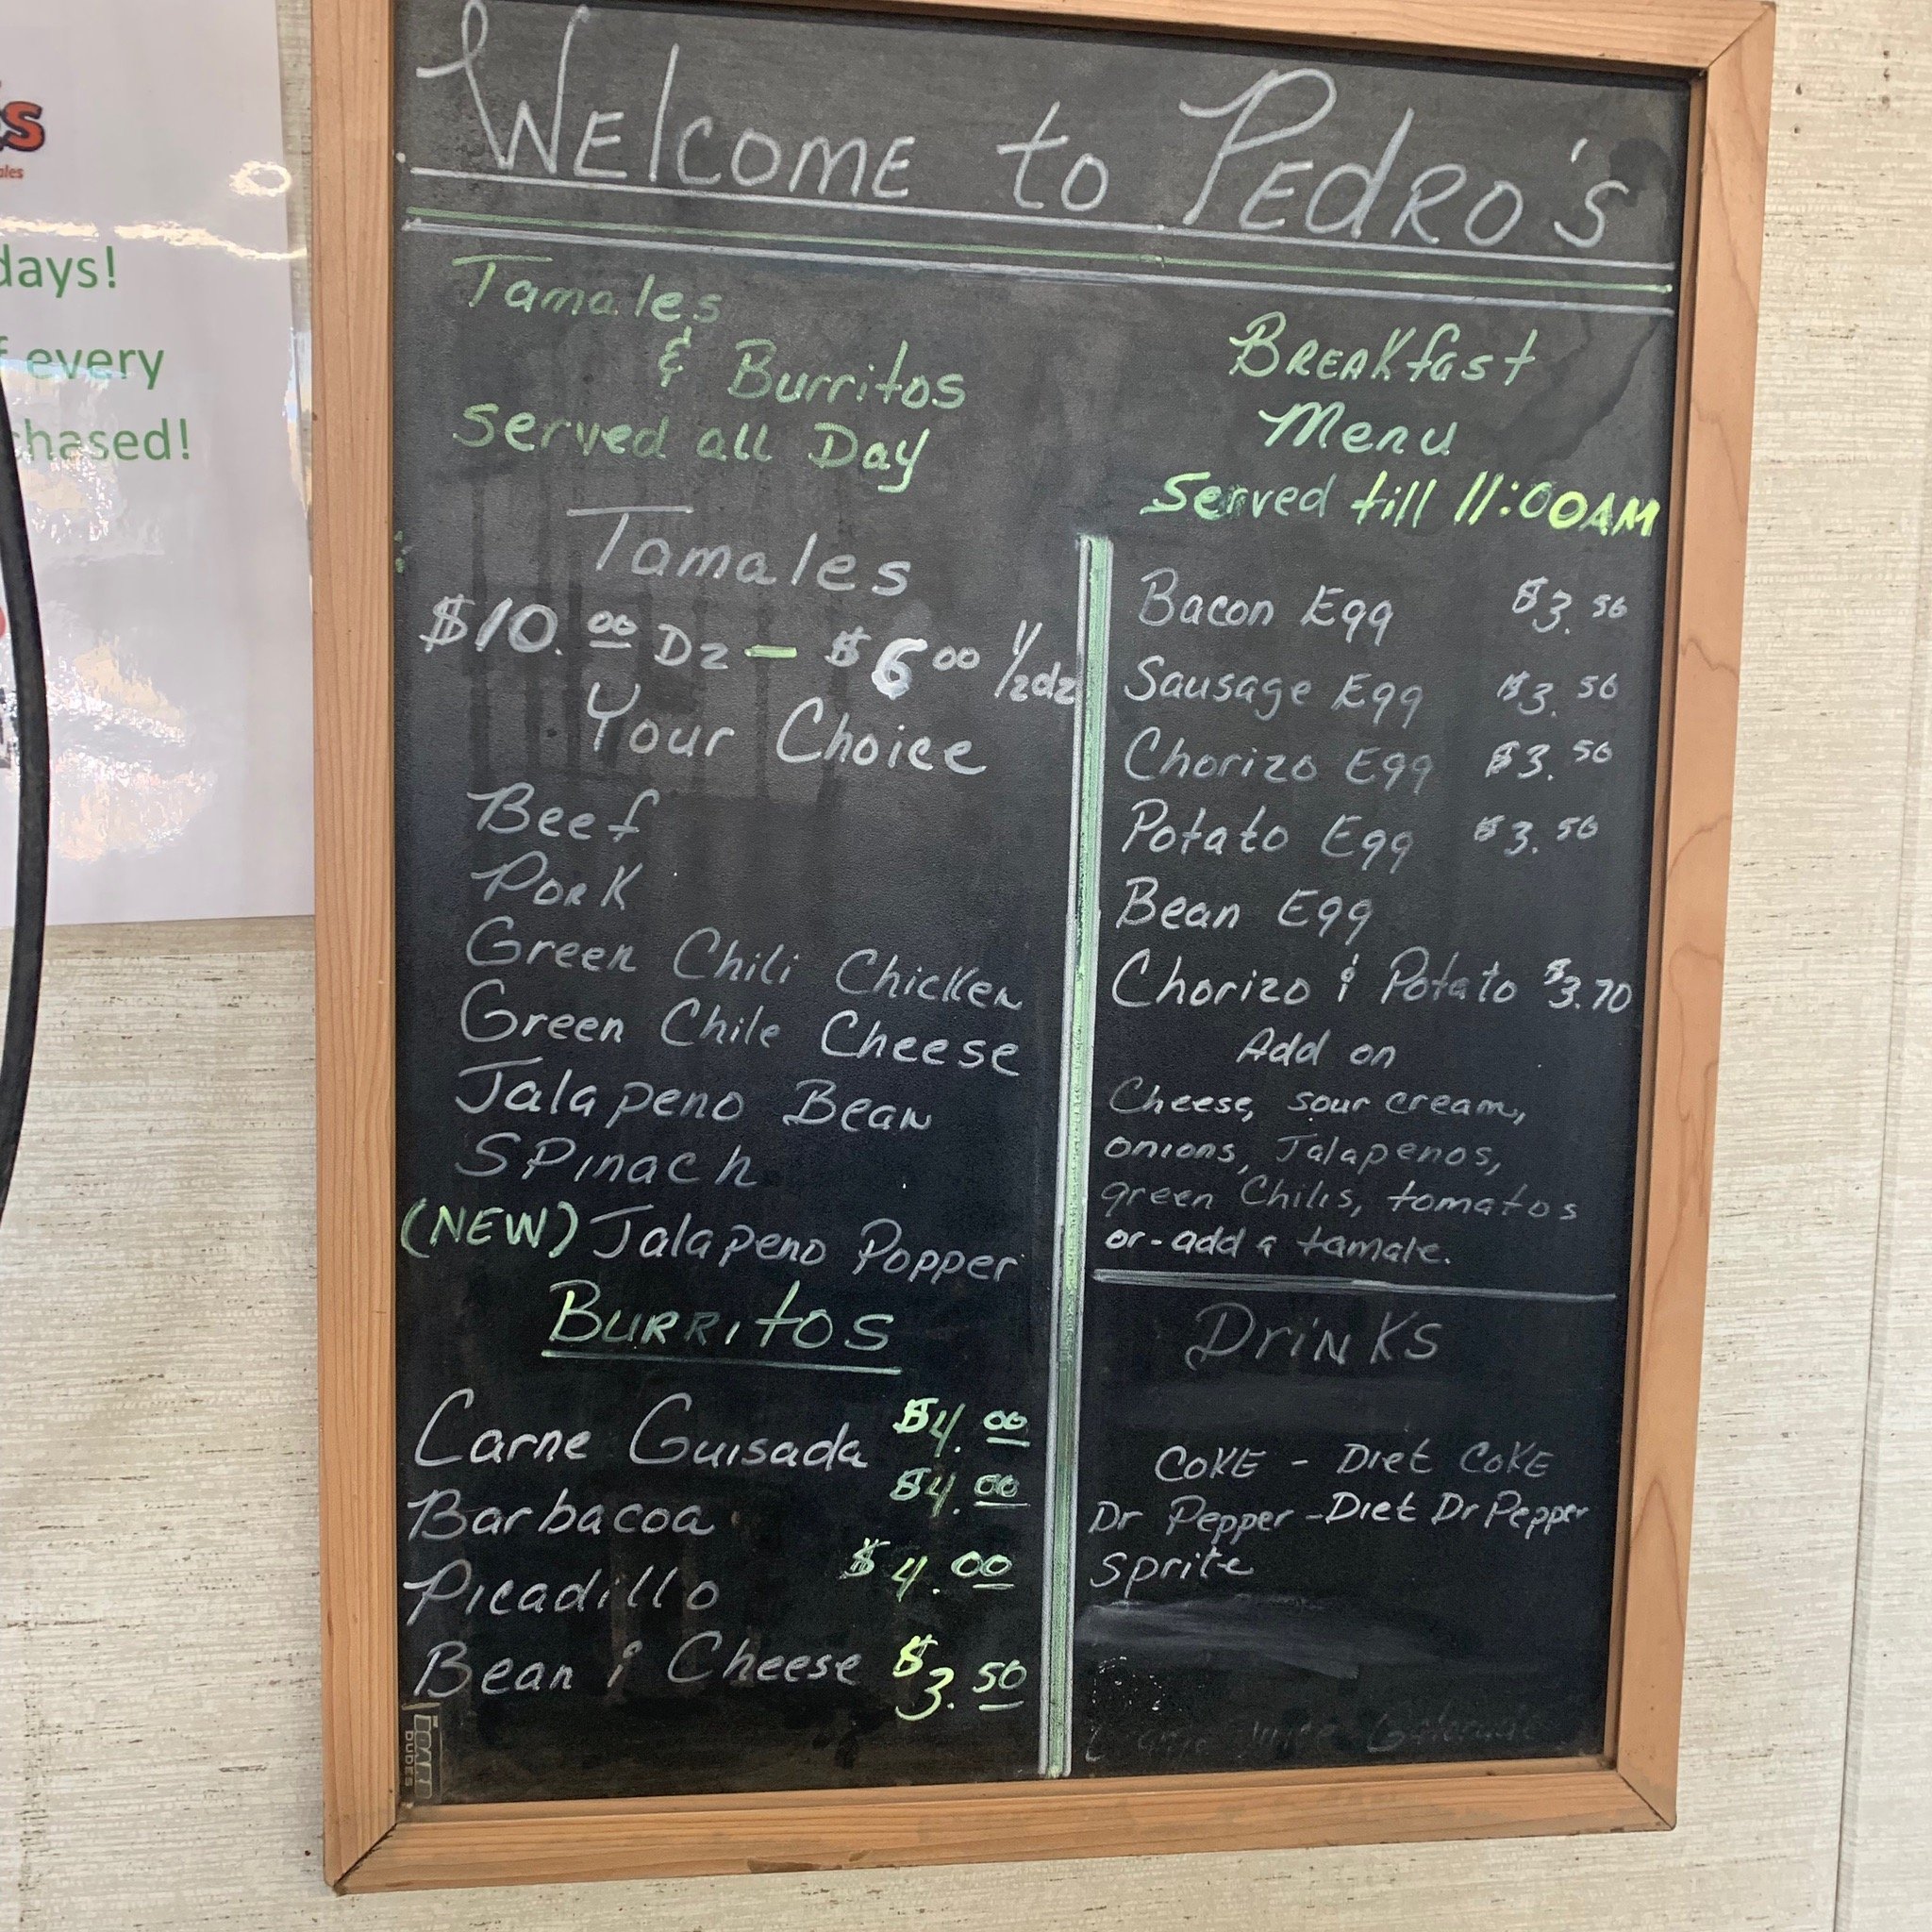 ales
days!
every
chased!
Welcome to Pedro's
Tamales
& Burritos
served all Day
Tamales
$10.00 Dz - $6 00 1/2dz
Your Choice
Beef
Pork
Green Chili Chicken
Green Chile Cheese
Jalapeno Bean
Spinach
(NEW) Jalapeno Popper
Burritos
Carne Guisada $4.00
Barbacoa $4.00
Picadillo $4.00
Bean & Cheese $3.50
Breakfast
Menu
Served till 11:00AM
Bacon Egg $3.50
Sausage Egg $3.50
Chorizo Egg $3.50
Potato Egg $3.50
Bean Egg
Chorizo & Potato $3.70
Add on
Cheese, sour cream,
onions, Jalapenos,
green Chilis, tomatos
or-add a tamale.
Drinks
Coke - Diet Coke
Dr Pepper - Diet Dr Pepper
Sprite
DUDES